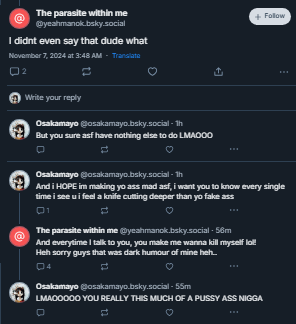 The parasite within me
@yeahmanok.bsky.social
+ Follow
I didnt even say that dude what
November 7, 2024 at 3:48 AM · Translate
2
Write your reply
Osakamayo @osakamayo.bsky.social · 1h
But you sure asf have nothing else to do LMAOOO
Osakamayo @osakamayo.bsky.social · 1h
And i HOPE im making yo ass mad asf, i want you to know every single
time i see u i feel a knife cutting deeper than yo fake ass
1
The parasite within me @yeahmanok.bsky.social · 56m
And everytime I talk to you, you make me wanna kill myself lol!
Heh sorry guys that was dark humour of mine heh..
4
Osakamayo @osakamayo.bsky.social · 55m
LMAOOOOO YOU REALLY THIS MUCH OF A PUSSY ASS NIGGA